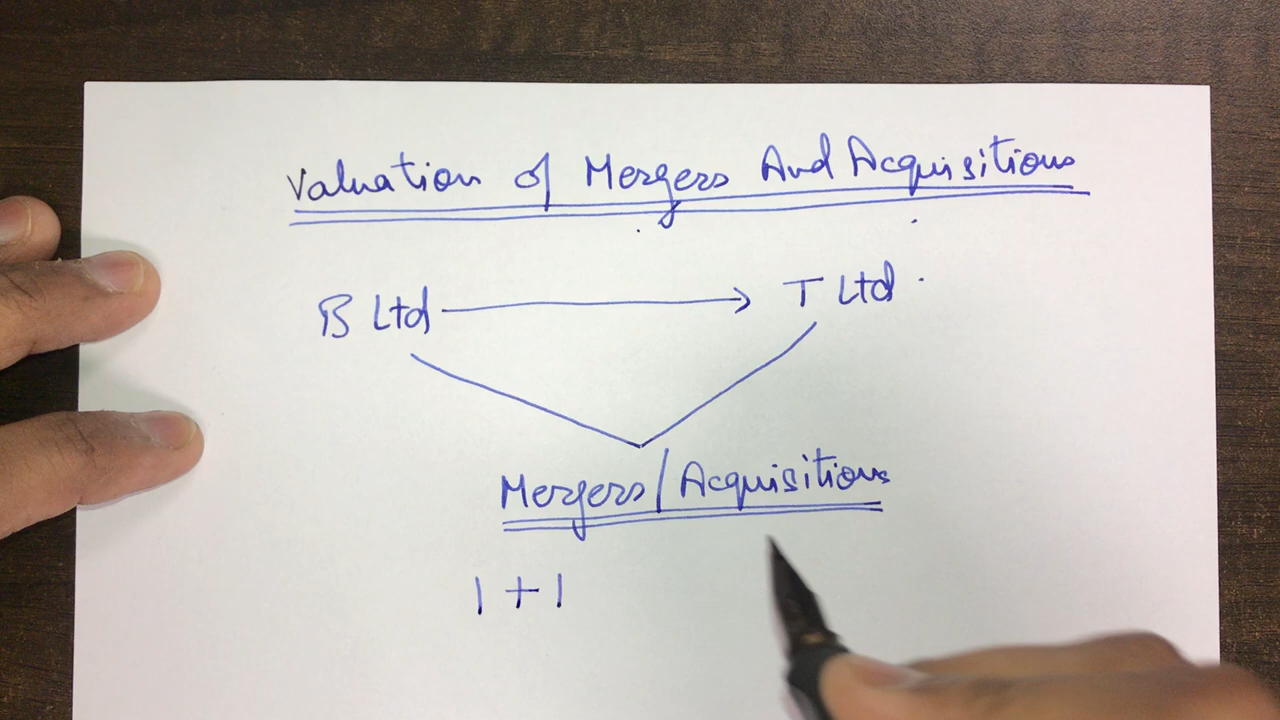 Valuation of Mergers And Acquisitions
B Ltd → T Ltd
Mergers/Acquisitions
1 + 1